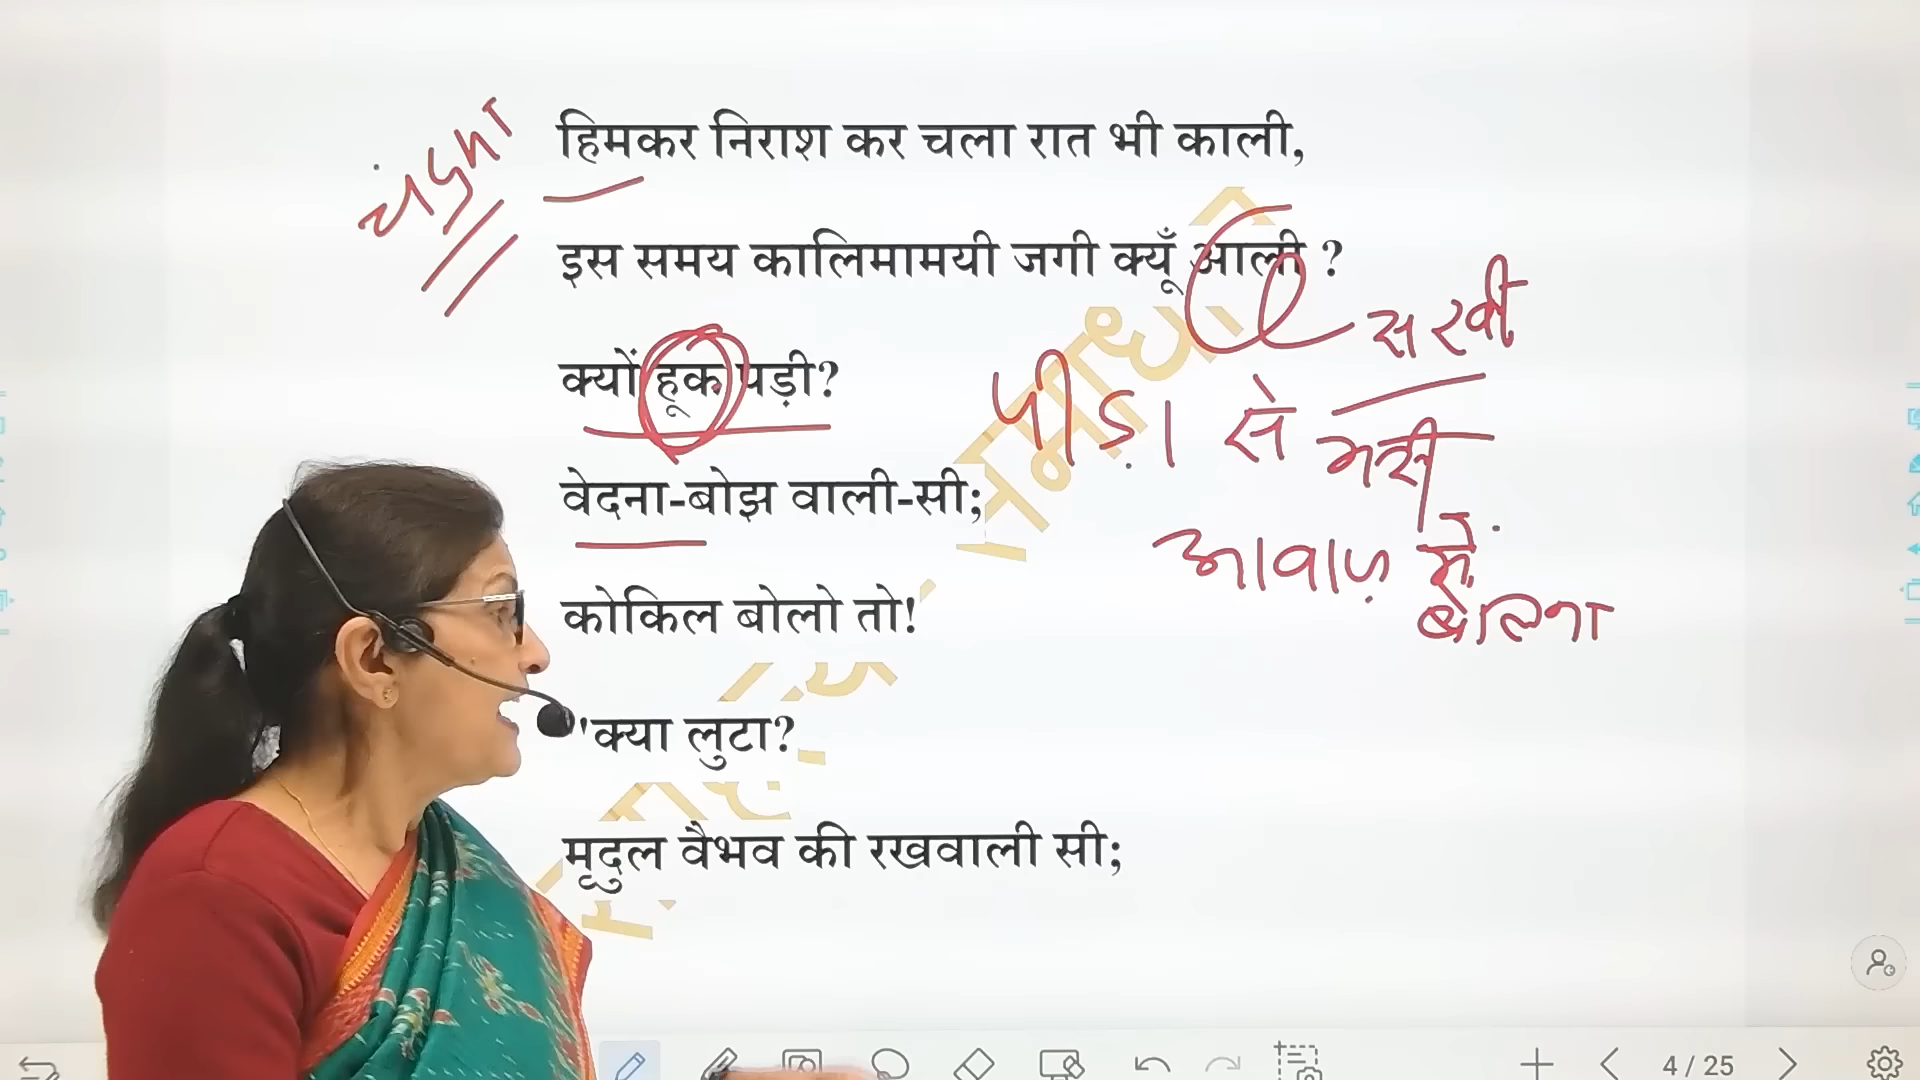 चंद्रमा
हिमकर निराश कर चला रात भी काली,
इस समय कालिमामयी जगी क्यूँ आली ?
सखी
क्यों हूक पड़ी?
पीड़ा से भरी
वेदना-बोझ वाली-सी;
आवाज़ में
बोलना
कोकिल बोलो तो!
'क्या लुटा?
मृदुल वैभव की रखवाली सी;
4 / 25